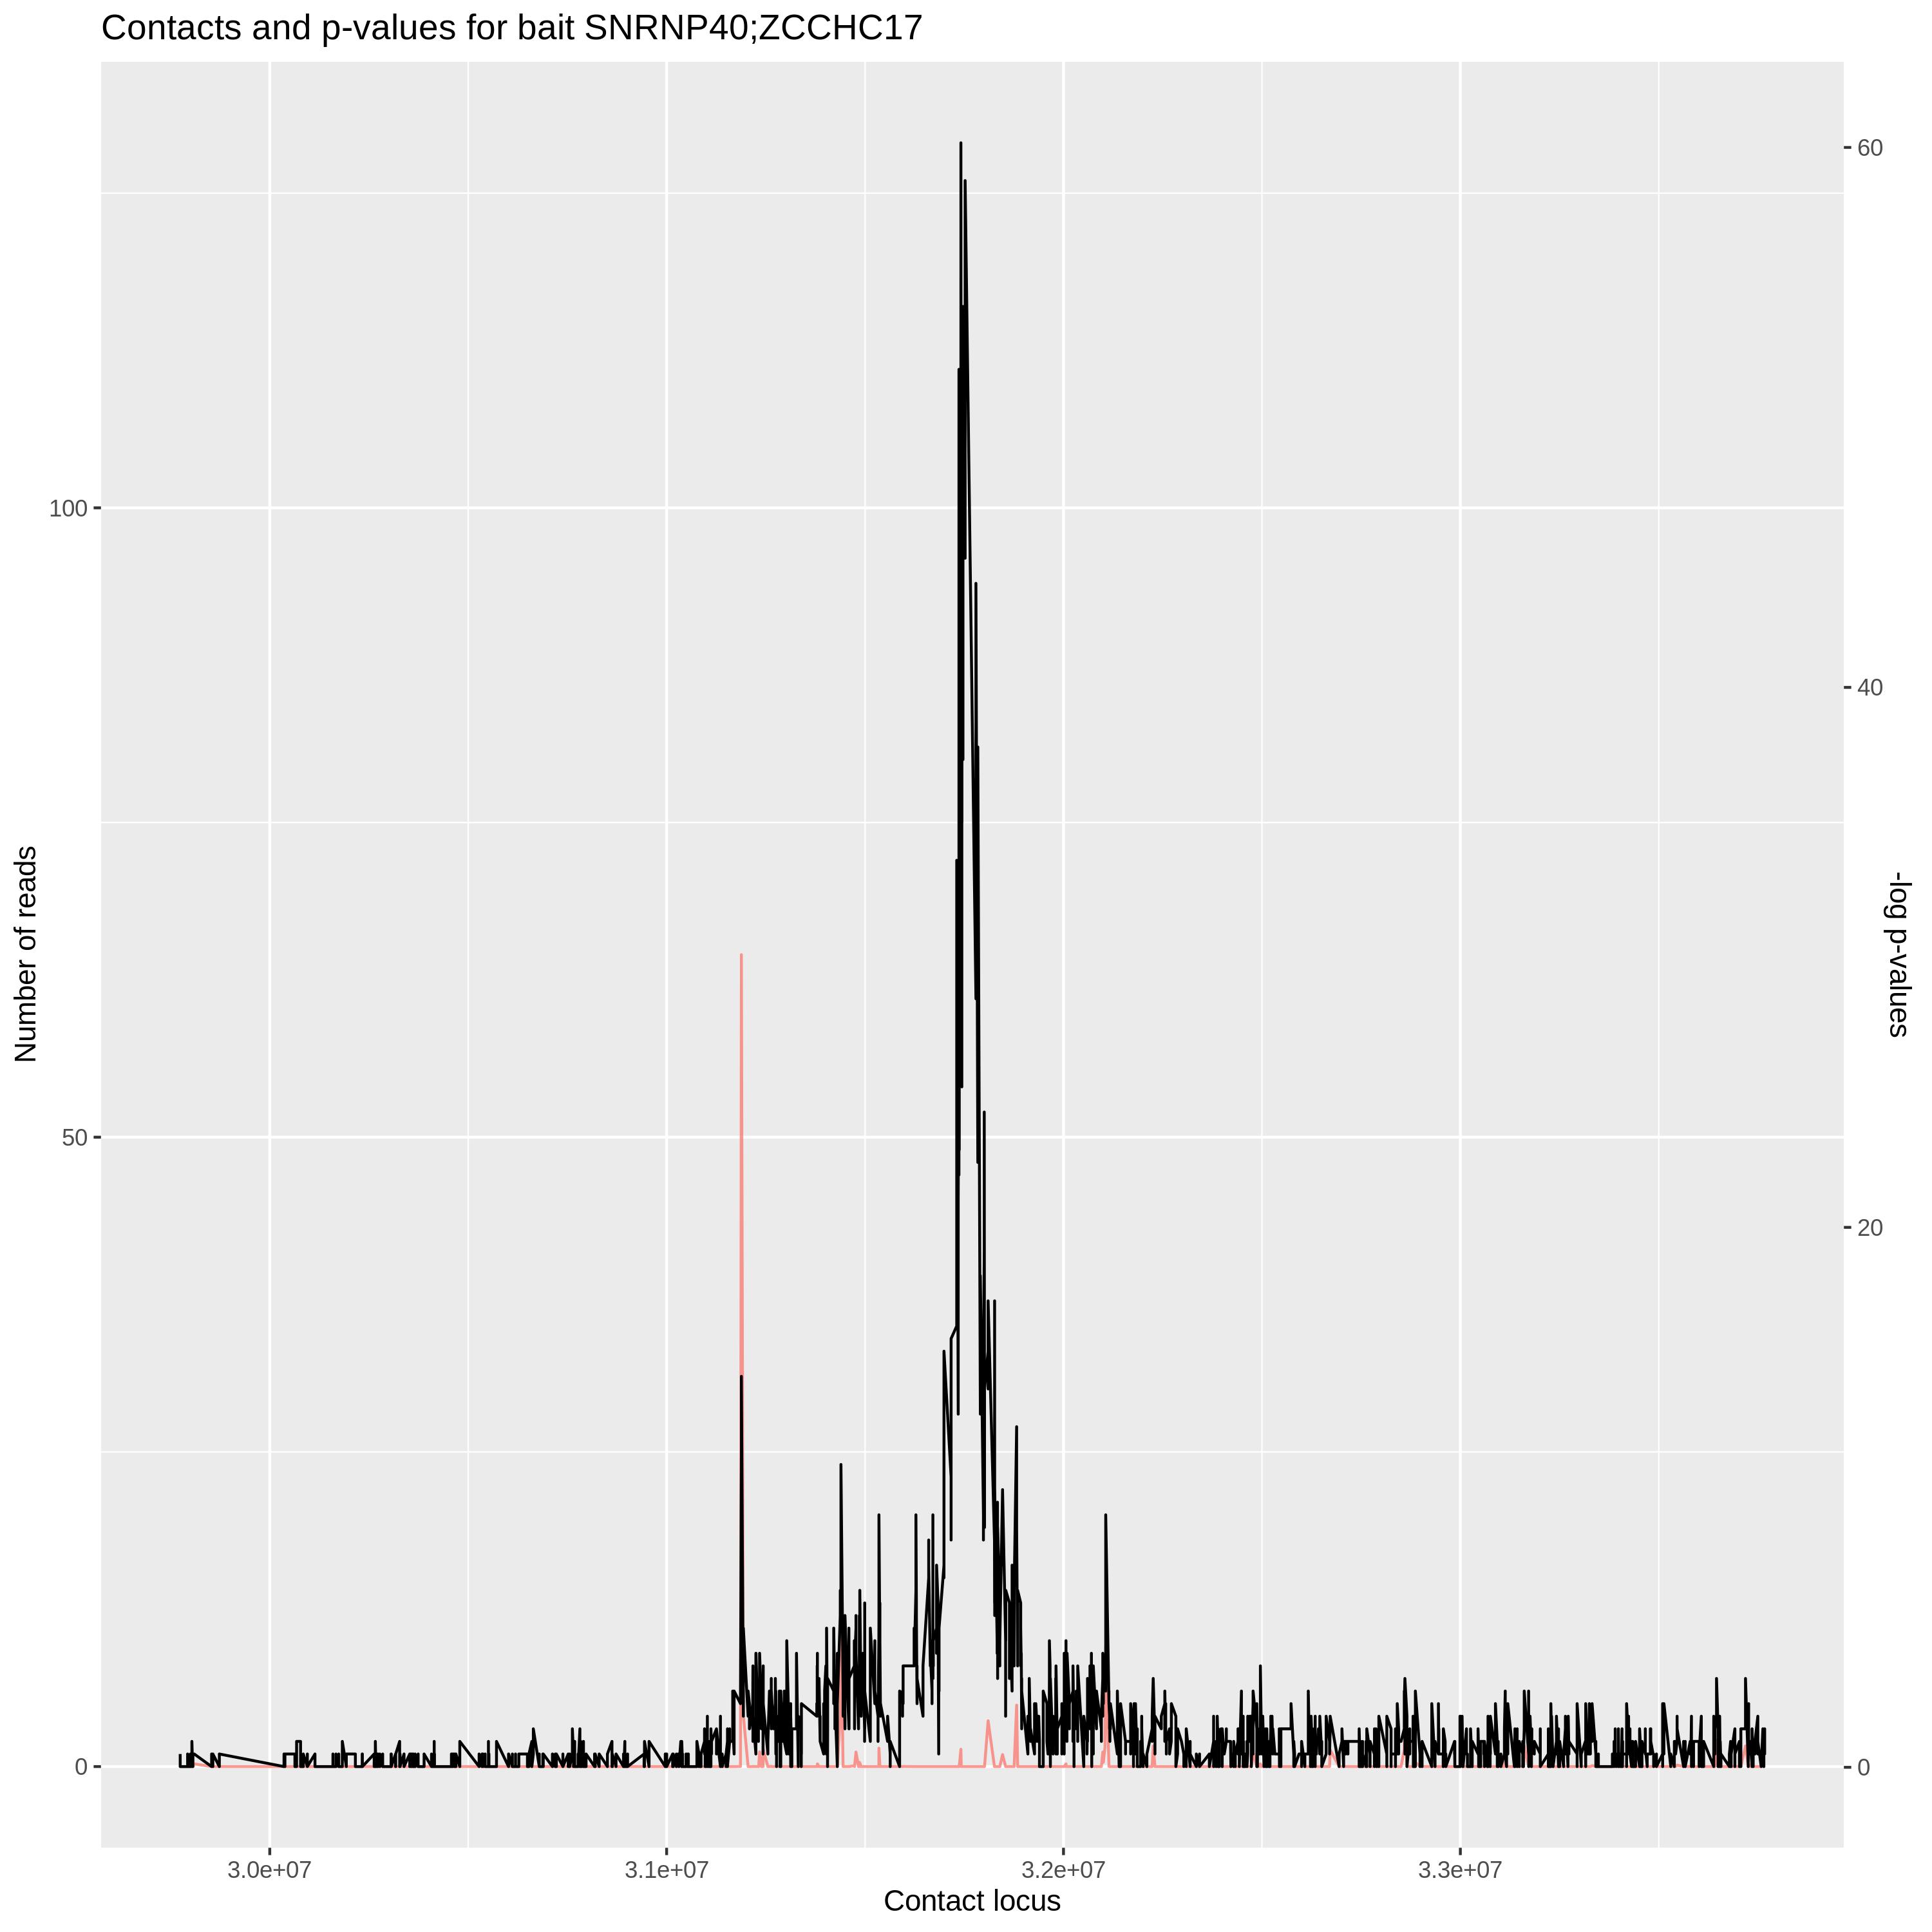 Contacts and p-values for bait SNRNP40;ZCCHC17
Number of reads
100
50
0
60
40
20
0
-log p-values
3.0e+07
3.1e+07
3.2e+07
3.3e+07
Contact locus